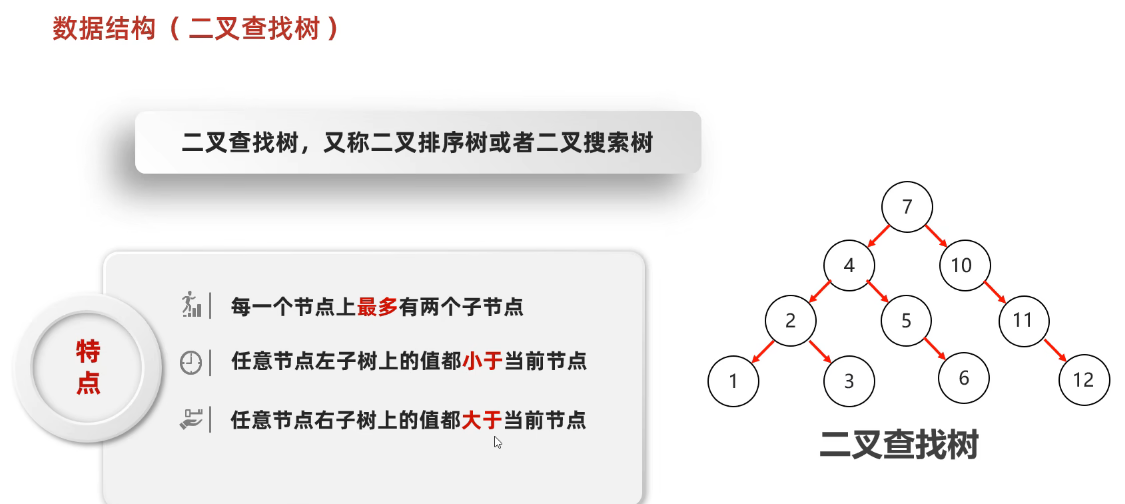 数据结构（二叉查找树）
二叉查找树，又称二叉排序树或者二叉搜索树
特
点
每一个节点上最多有两个子节点
任意节点左子树上的值都小于当前节点
任意节点右子树上的值都大于当前节点
7
4
10
2
5
11
1
3
6
12
二叉查找树